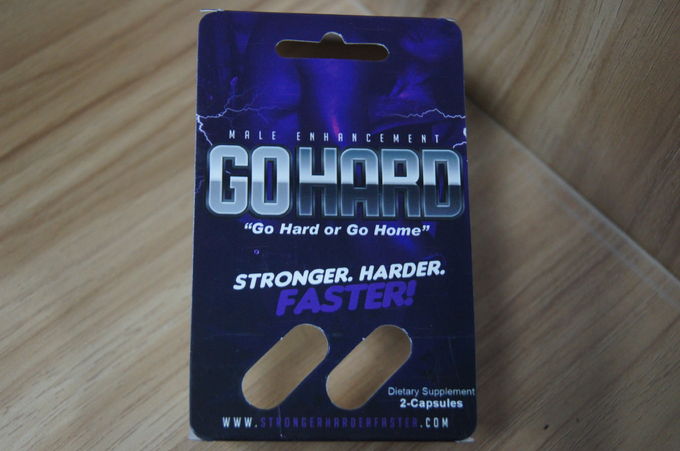 MALE ENHANCEMENT
GO HARD
"Go Hard or Go Home"
STRONGER. HARDER.
FASTER!
Dietary Supplement
2-Capsules
WWW.STRONGERHARDERFASTER.COM